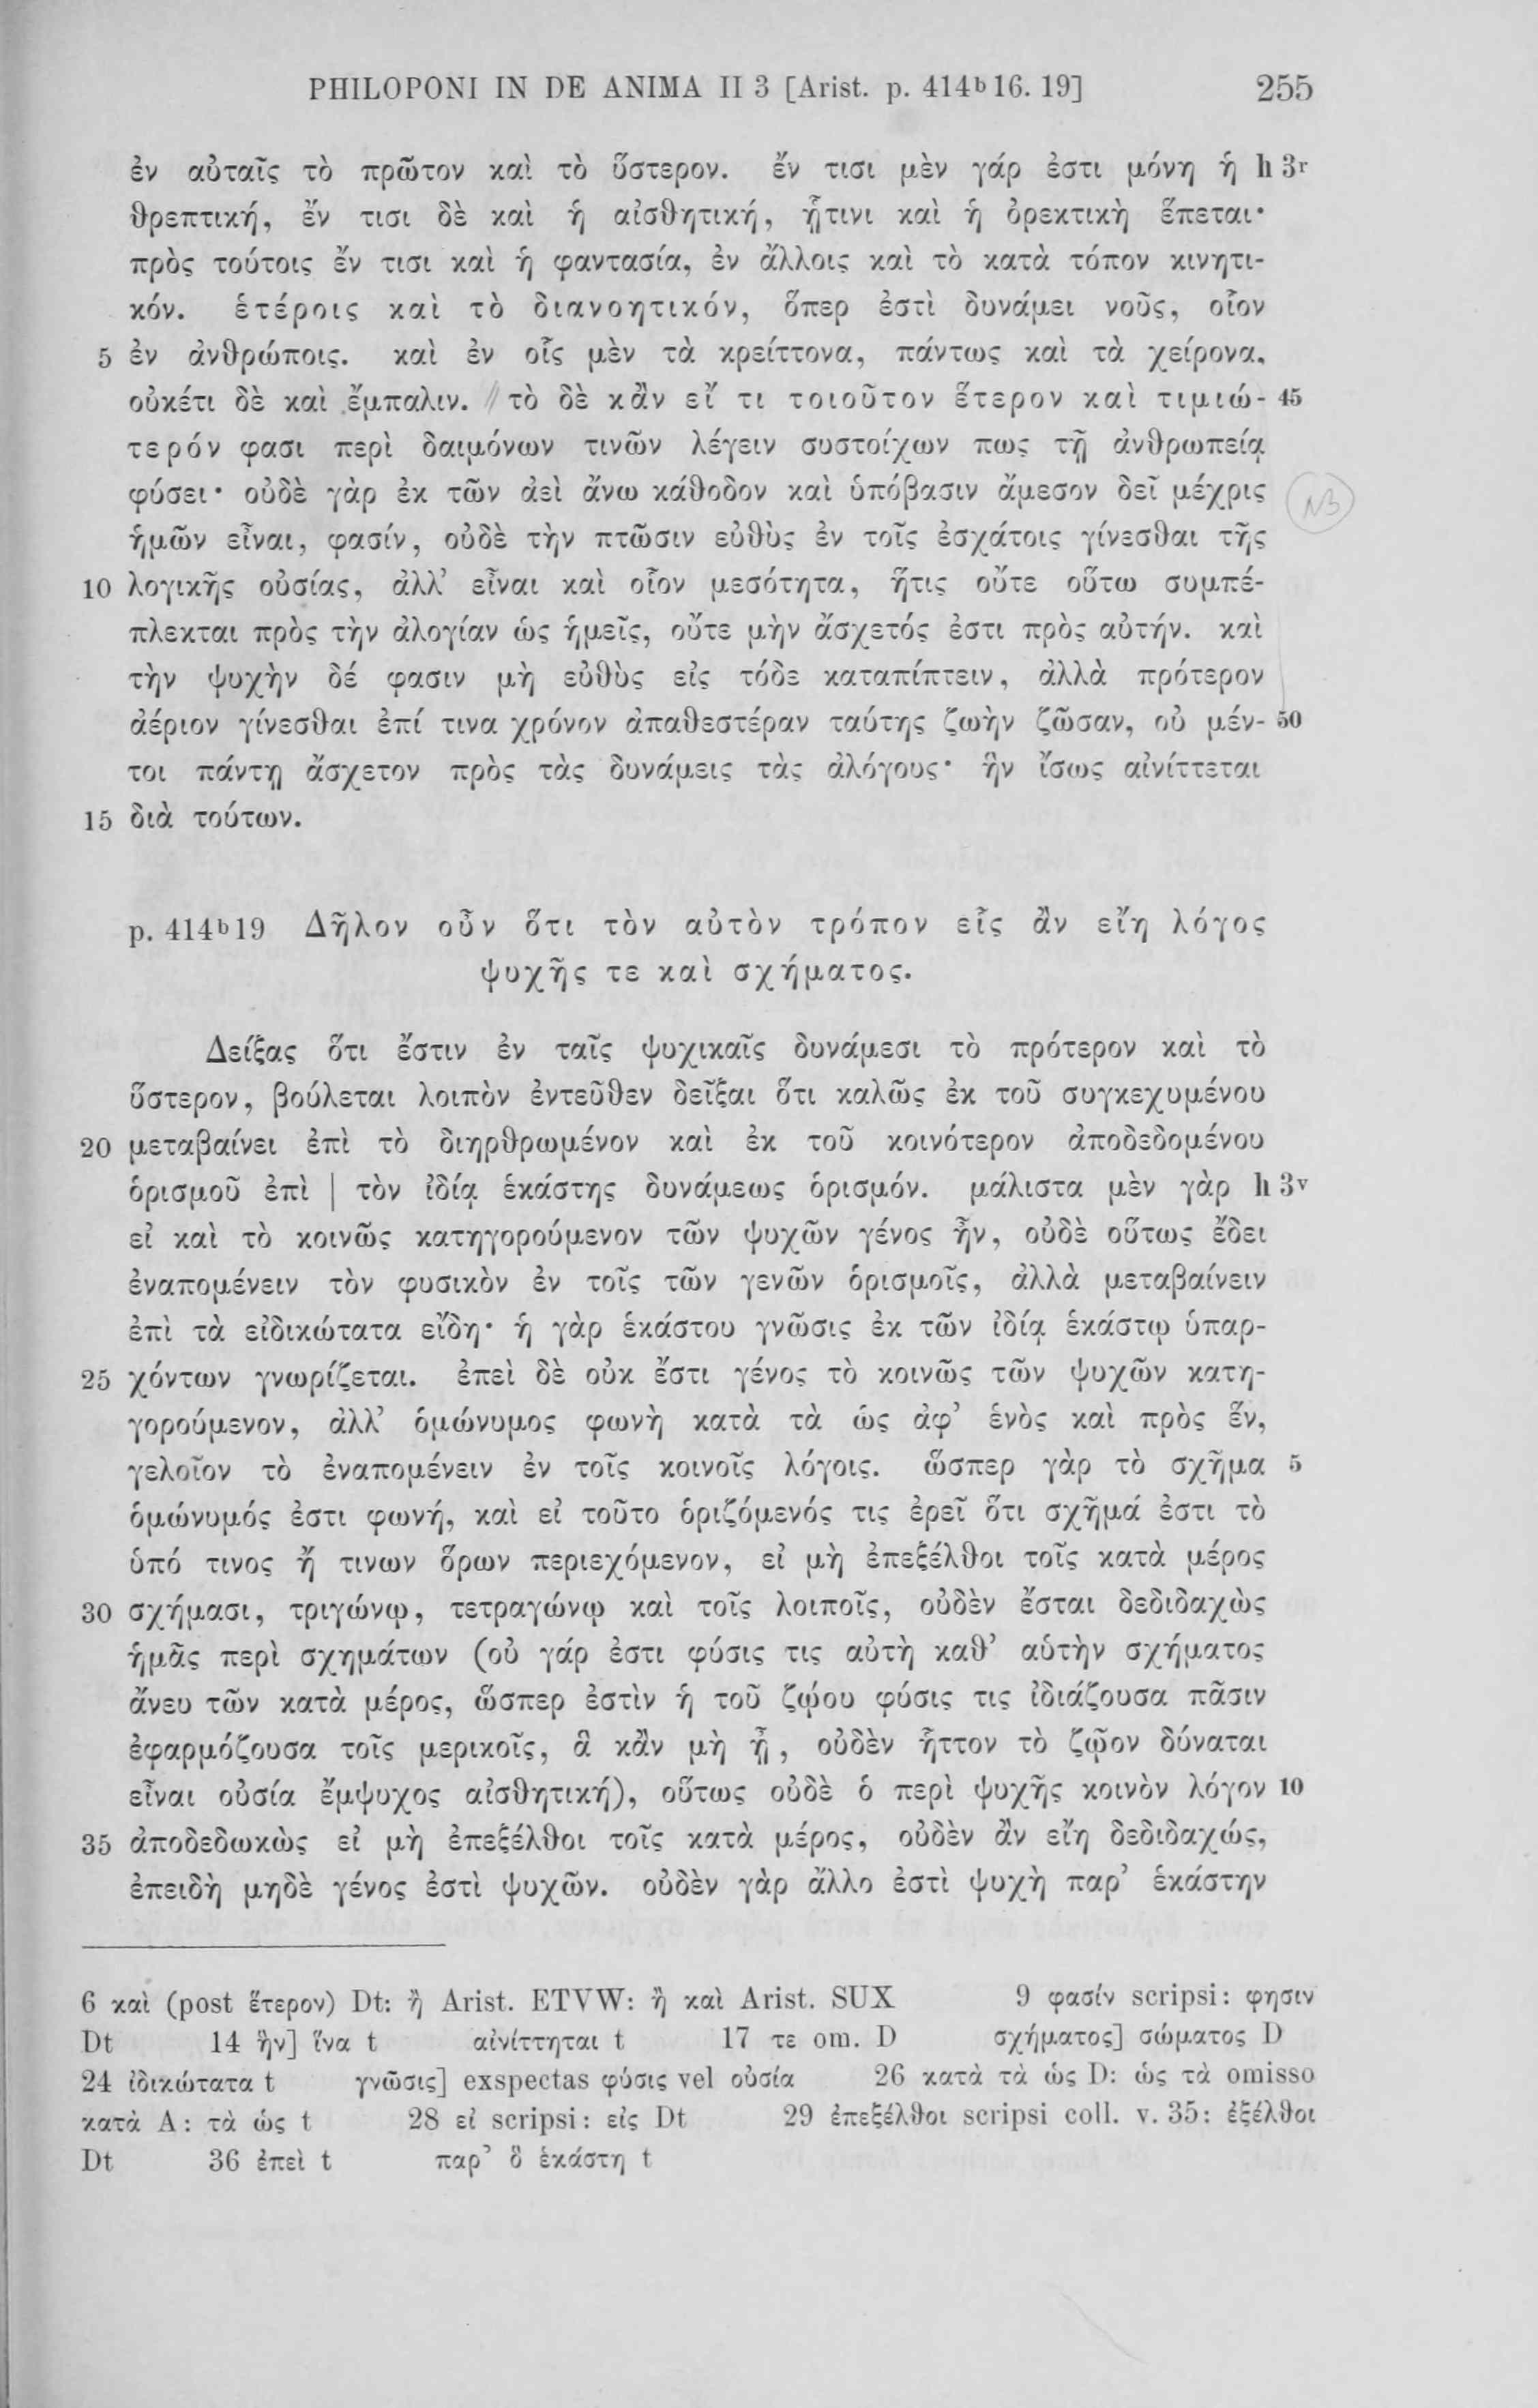 PHILOPONI IN DE ANIMA II 3 [Arist. p. 414ᵇ16. 19] 255
ἐν αὐταῖς τὸ πρῶτον καὶ τὸ ὕστερον. ἔν τισι μὲν γάρ ἐστι μόνη ἡ h 3ʳ
θρεπτική, ἔν τισι δὲ καὶ ἡ αἰσθητική, ᾗτινι καὶ ἡ ὀρεκτικὴ ἕπεται·
πρὸς τούτοις ἔν τισι καὶ ἡ φαντασία, ἐν ἄλλοις καὶ τὸ κατὰ τόπον κινητι-
κόν. ἑτέροις καὶ τὸ διανοητικόν, ὅπερ ἐστὶ δυνάμει νοῦς, οἷον
5 ἐν ἀνθρώποις. καὶ ἐν οἷς μὲν τὰ κρείττονα, πάντως καὶ τὰ χείρονα,
οὐκέτι δὲ καὶ ἔμπαλιν. // τὸ δὲ κἂν εἴ τι τοιοῦτον ἕτερον καὶ τιμιώ- 45
τερόν φασι περὶ δαιμόνων τινῶν λέγειν συστοίχων πως τῇ ἀνθρωπείᾳ
φύσει· οὐδὲ γὰρ ἐκ τῶν ἀεὶ ἄνω κάθοδον καὶ ὑπόβασιν ἄμεσον δεῖ μέχρις NB
ἡμῶν εἶναι, φασίν, οὐδὲ τὴν πτῶσιν εὐθὺς ἐν τοῖς ἐσχάτοις γίνεσθαι τῆς
10 λογικῆς οὐσίας, ἀλλ’ εἶναι καὶ οἷον μεσότητα, ἥτις οὔτε οὕτω συμπέ-
πλεκται πρὸς τὴν ἀλογίαν ὡς ἡμεῖς, οὔτε μὴν ἄσχετός ἐστι πρὸς αὐτήν. καὶ
τὴν ψυχὴν δέ φασιν μὴ εὐθὺς εἰς τόδε καταπίπτειν, ἀλλὰ πρότερον
ἀέριον γίνεσθαι ἐπί τινα χρόνον ἀπαθεστέραν ταύτης ζωὴν ζῶσαν, οὐ μέν- 50
τοι πάντῃ ἄσχετον πρὸς τὰς δυνάμεις τὰς ἀλόγους· ἣν ἴσως αἰνίττεται
15 διὰ τούτων.
p. 414ᵇ19 Δῆλον οὖν ὅτι τὸν αὐτὸν τρόπον εἷς ἂν εἴη λόγος
ψυχῆς τε καὶ σχήματος.
Δείξας ὅτι ἔστιν ἐν ταῖς ψυχικαῖς δυνάμεσι τὸ πρότερον καὶ τὸ
ὕστερον, βούλεται λοιπὸν ἐντεῦθεν δεῖξαι ὅτι καλῶς ἐκ τοῦ συγκεχυμένου
20 μεταβαίνει ἐπὶ τὸ διηρθρωμένον καὶ ἐκ τοῦ κοινότερον ἀποδεδομένου
ὁρισμοῦ ἐπὶ | τὸν ἰδίᾳ ἑκάστης δυνάμεως ὁρισμόν. μάλιστα μὲν γὰρ h 3ᵛ
εἰ καὶ τὸ κοινῶς κατηγορούμενον τῶν ψυχῶν γένος ἦν, οὐδὲ οὕτως ἔδει
ἐναπομένειν τὸν φυσικὸν ἐν τοῖς τῶν γενῶν ὁρισμοῖς, ἀλλὰ μεταβαίνειν
ἐπὶ τὰ εἰδικώτατα εἴδη· ἡ γὰρ ἑκάστου γνῶσις ἐκ τῶν ἰδίᾳ ἑκάστῳ ὑπαρ-
25 χόντων γνωρίζεται. ἐπεὶ δὲ οὐκ ἔστι γένος τὸ κοινῶς τῶν ψυχῶν κατη-
γορούμενον, ἀλλ’ ὁμώνυμος φωνὴ κατὰ τὰ ὡς ἀφ’ ἑνὸς καὶ πρὸς ἕν,
γελοῖον τὸ ἐναπομένειν ἐν τοῖς κοινοῖς λόγοις. ὥσπερ γὰρ τὸ σχῆμα 5
ὁμώνυμός ἐστι φωνή, καὶ εἰ τοῦτο ὁριζόμενός τις ἐρεῖ ὅτι σχῆμά ἐστι τὸ
ὑπό τινος ἤ τινων ὅρων περιεχόμενον, εἰ μὴ ἐπεξέλθοι τοῖς κατὰ μέρος
30 σχήμασι, τριγώνῳ, τετραγώνῳ καὶ τοῖς λοιποῖς, οὐδὲν ἔσται δεδιδαχὼς
ἡμᾶς περὶ σχημάτων (οὐ γάρ ἐστι φύσις τις αὐτὴ καθ’ αὑτὴν σχήματος
ἄνευ τῶν κατὰ μέρος, ὥσπερ ἐστὶν ἡ τοῦ ζῴου φύσις τις ἰδιάζουσα πᾶσιν
ἐφαρμόζουσα τοῖς μερικοῖς, ἃ κἂν μὴ ᾖ, οὐδὲν ἧττον τὸ ζῷον δύναται
εἶναι οὐσία ἔμψυχος αἰσθητική), οὕτως οὐδὲ ὁ περὶ ψυχῆς κοινὸν λόγον 10
35 ἀποδεδωκὼς εἰ μὴ ἐπεξέλθοι τοῖς κατὰ μέρος, οὐδὲν ἂν εἴη δεδιδαχώς,
ἐπειδὴ μηδὲ γένος ἐστὶ ψυχῶν. οὐδὲν γὰρ ἄλλο ἐστὶ ψυχὴ παρ’ ἑκάστην
6 καὶ (post ἕτερον) Dt: ἢ Arist. ETVW: ἢ καὶ Arist. SUX 9 φασίν scripsi: φησιν
Dt 14 ἣν] ἵνα t αἰνίττηται t 17 τε om. D σχήματος] σώματος D
24 ἰδικώτατα t γνῶσις] exspectas φύσις vel οὐσία 26 κατὰ τὰ ὡς D: ὡς τὰ omisso
κατὰ A: τὰ ὡς t 28 εἰ scripsi: εἰς Dt 29 ἐπεξέλθοι scripsi coll. v. 35: ἐξέλθοι
Dt 36 ἐπεὶ t παρ’ ὃ ἑκάστη t